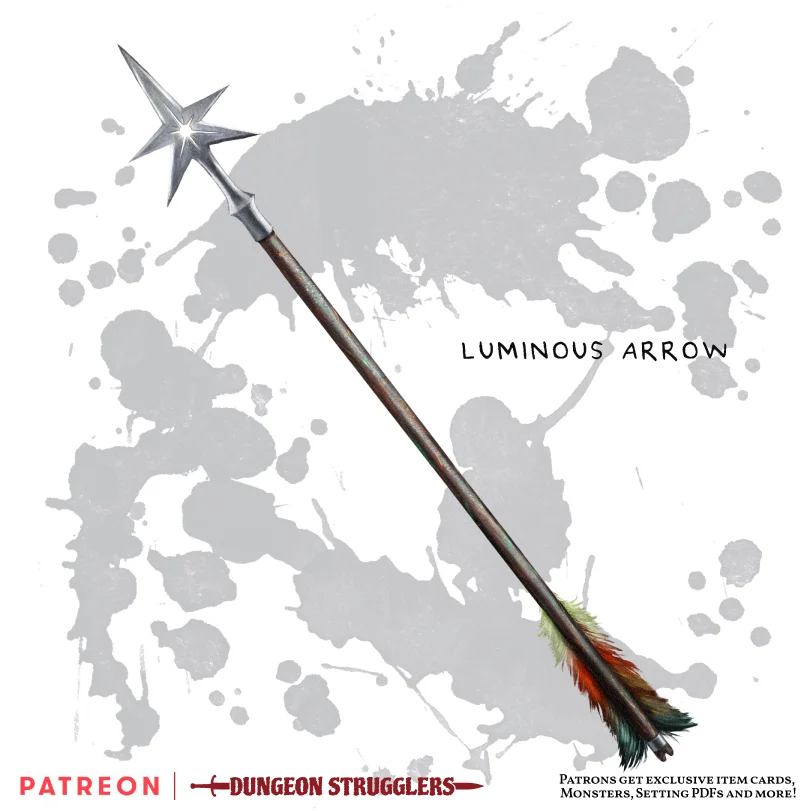 LUMINOUS ARROW
PATREON | DUNGEON STRUGGLERS
PATRONS GET EXCLUSIVE ITEM CARDS,
MONSTERS, SETTING PDFS AND MORE!